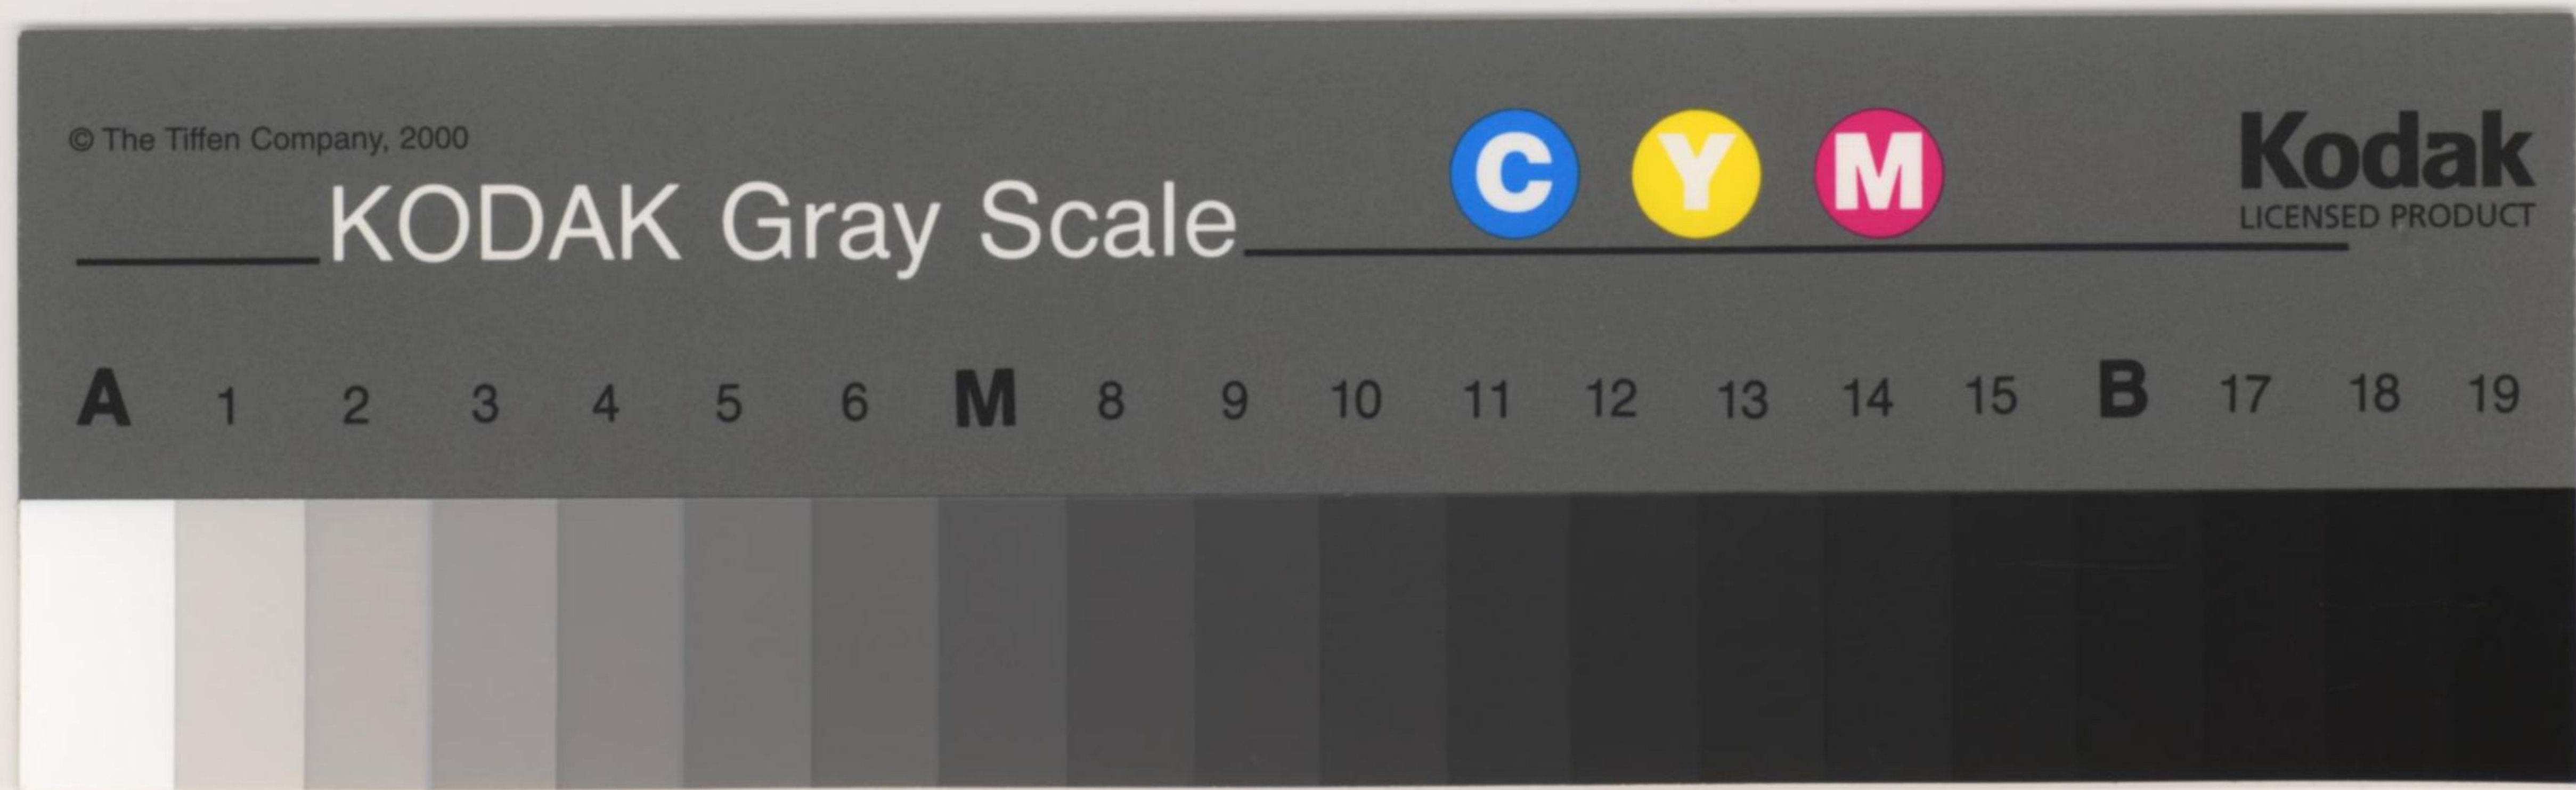 © The Tiffen Company, 2000
KODAK Gray Scale
C Y M
Kodak
LICENSED PRODUCT
A 1 2 3 4 5 6 M 8 9 10 11 12 13 14 15 B 17 18 19